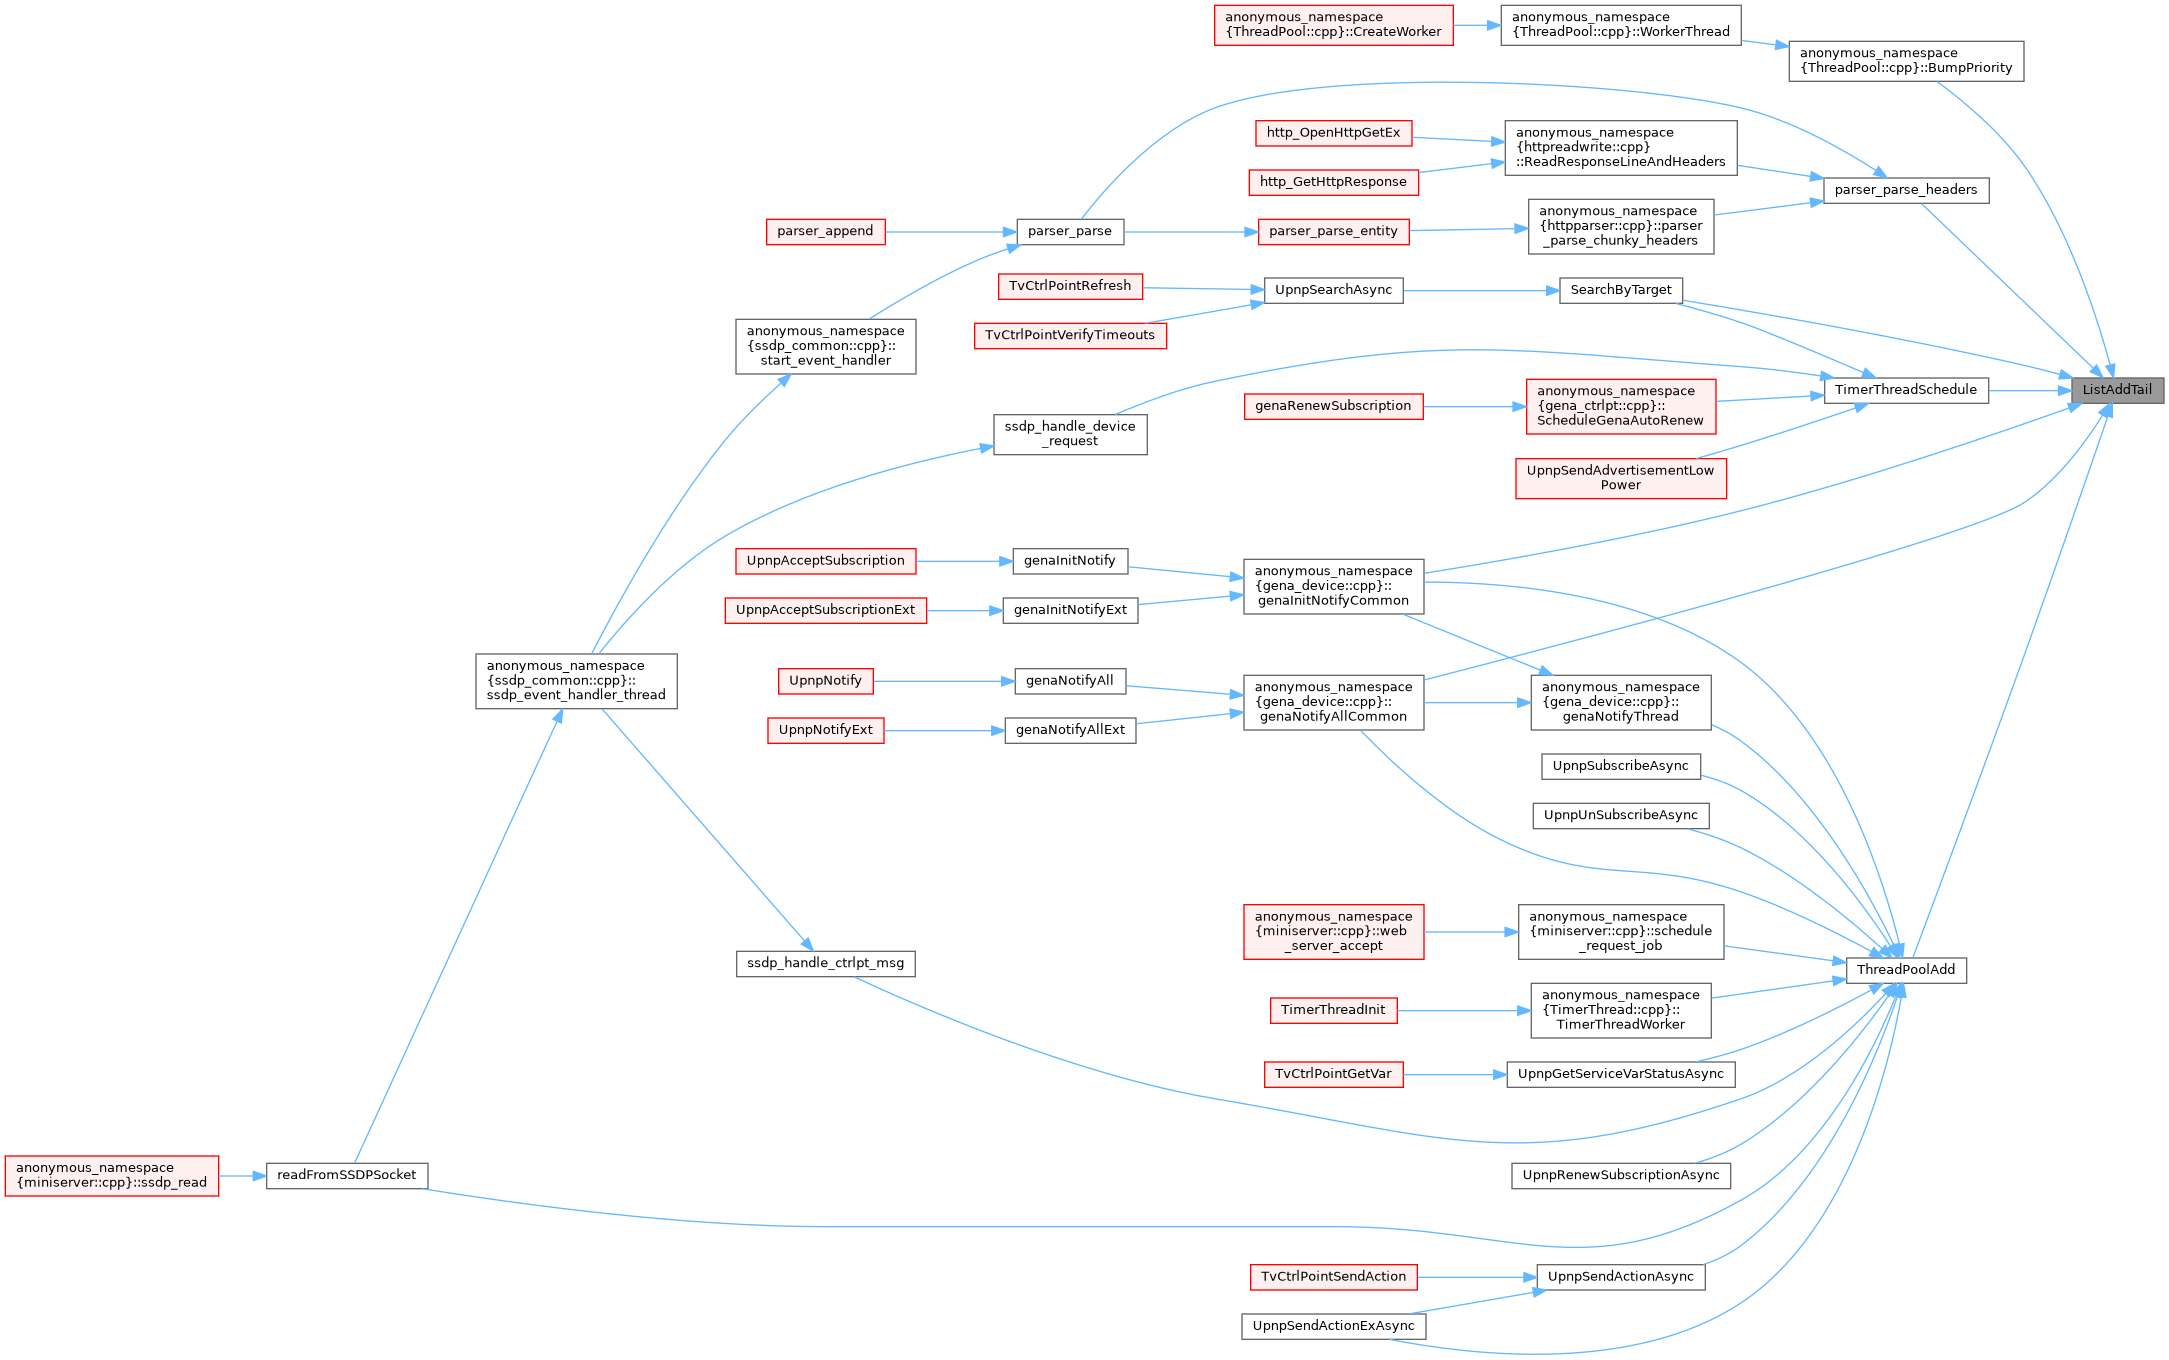 anonymous_namespace
{ThreadPool::cpp}::CreateWorker
anonymous_namespace
{ThreadPool::cpp}::WorkerThread
anonymous_namespace
{ThreadPool::cpp}::BumpPriority
http_OpenHttpGetEx
anonymous_namespace
{httpreadwrite::cpp}
::ReadResponseLineAndHeaders
http_GetHttpResponse
parser_parse_headers
parser_append
parser_parse
parser_parse_entity
anonymous_namespace
{httpparser::cpp}::parser
_parse_chunky_headers
TvCtrlPointRefresh
UpnpSearchAsync
SearchByTarget
TvCtrlPointVerifyTimeouts
anonymous_namespace
{ssdp_common::cpp}::
start_event_handler
TimerThreadSchedule
ListAddTail
genaRenewSubscription
anonymous_namespace
{gena_ctrlpt::cpp}::
ScheduleGenaAutoRenew
ssdp_handle_device
_request
UpnpSendAdvertisementLow
Power
UpnpAcceptSubscription
genaInitNotify
anonymous_namespace
{gena_device::cpp}::
genaInitNotifyCommon
UpnpAcceptSubscriptionExt
genaInitNotifyExt
anonymous_namespace
{ssdp_common::cpp}::
ssdp_event_handler_thread
UpnpNotify
genaNotifyAll
anonymous_namespace
{gena_device::cpp}::
genaNotifyAllCommon
anonymous_namespace
{gena_device::cpp}::
genaNotifyThread
UpnpNotifyExt
genaNotifyAllExt
UpnpSubscribeAsync
UpnpUnSubscribeAsync
anonymous_namespace
{miniserver::cpp}::web
_server_accept
anonymous_namespace
{miniserver::cpp}::schedule
_request_job
ssdp_handle_ctrlpt_msg
ThreadPoolAdd
TimerThreadInit
anonymous_namespace
{TimerThread::cpp}::
TimerThreadWorker
TvCtrlPointGetVar
UpnpGetServiceVarStatusAsync
anonymous_namespace
{miniserver::cpp}::ssdp_read
readFromSSDPSocket
UpnpRenewSubscriptionAsync
TvCtrlPointSendAction
UpnpSendActionAsync
UpnpSendActionExAsync